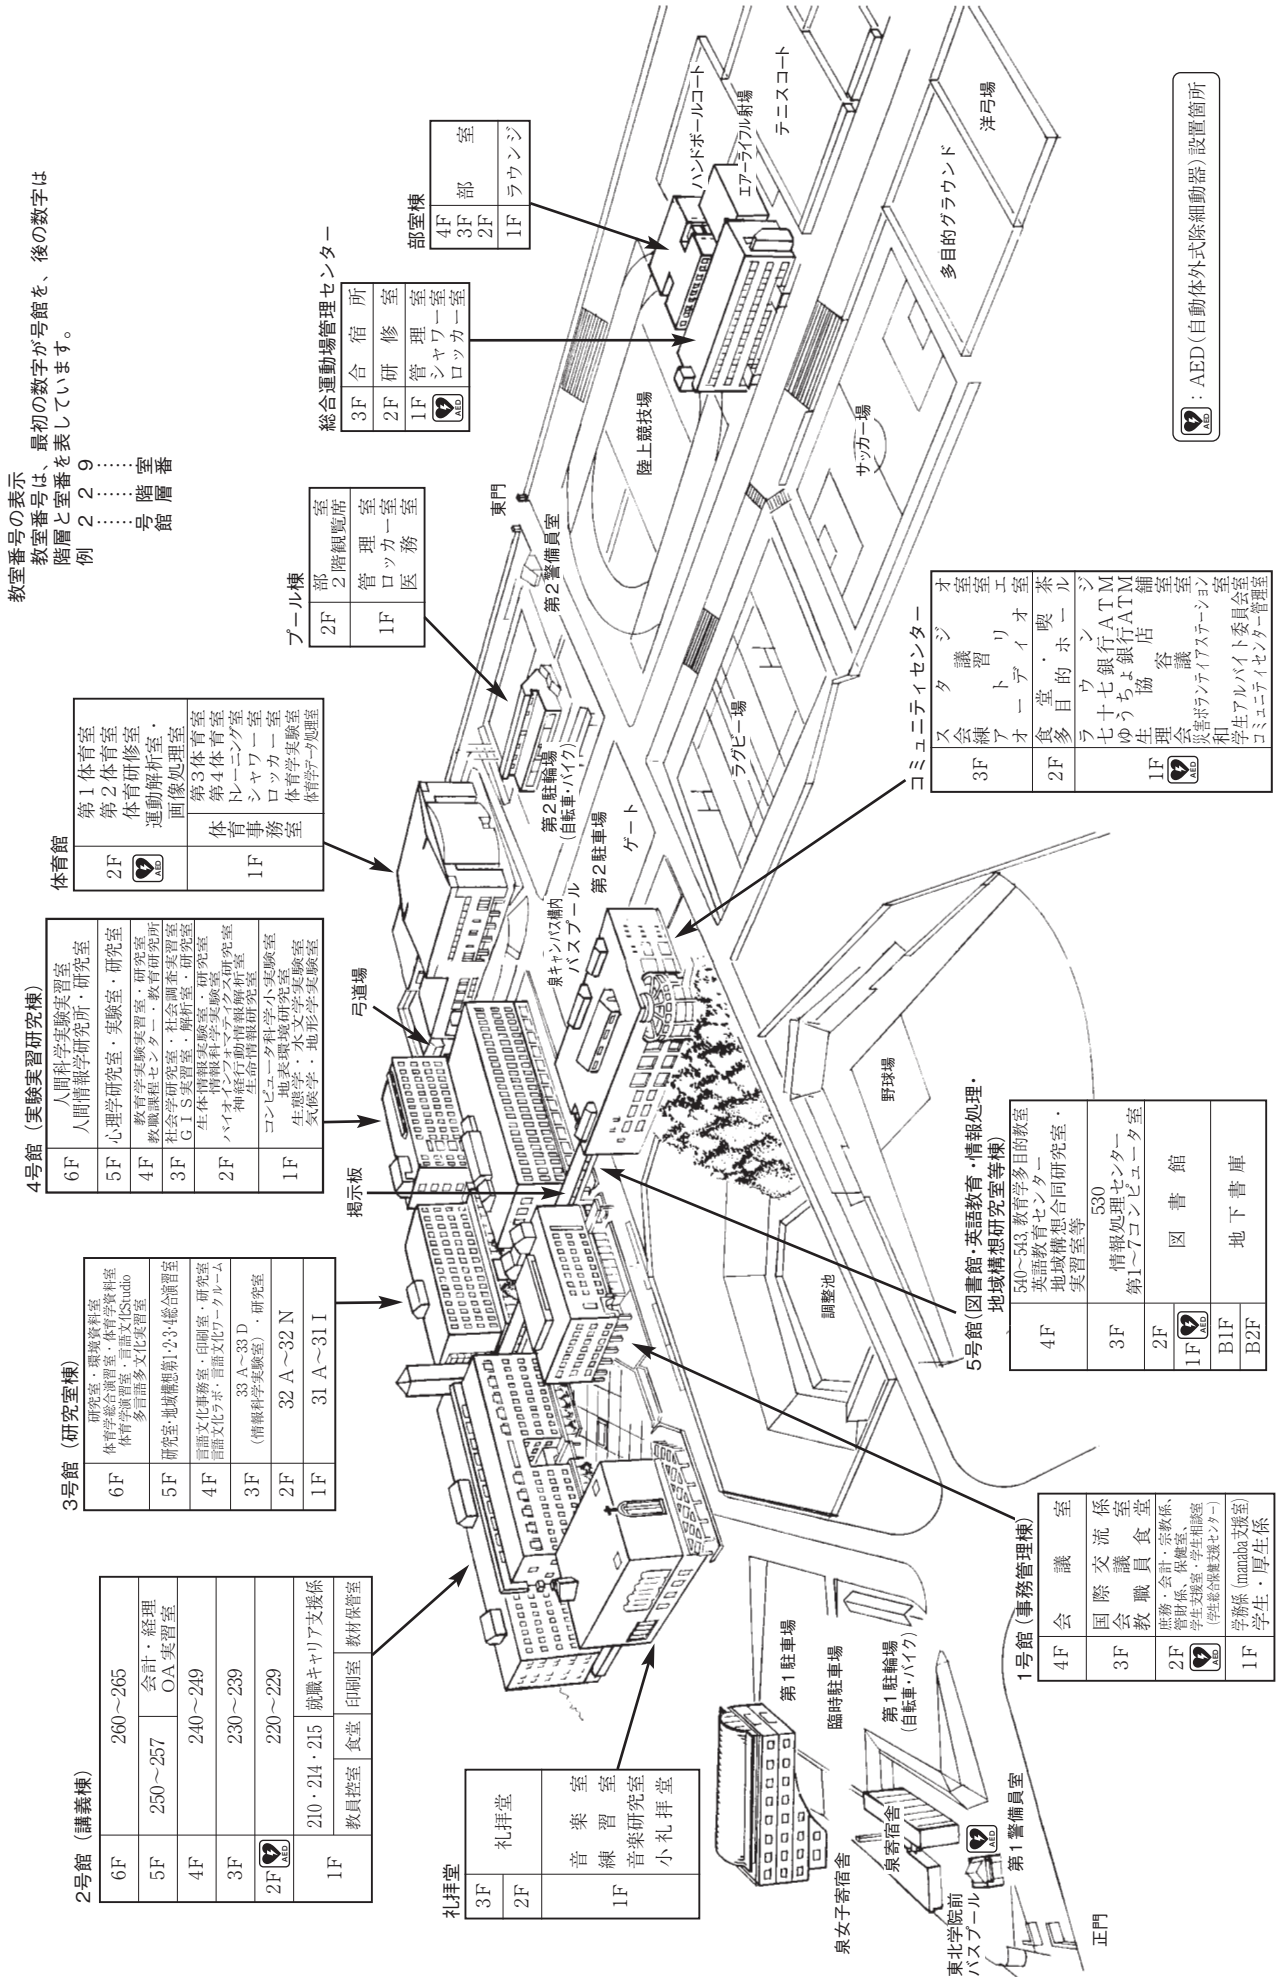 教室番号の表示
教室番号は、最初の数字が号館を、後の数字は
階層と室番を表しています。
例 2 2 9
号館 階層 室番
2号館（講義棟）
6F 260～265
5F 250～257 会計・経理 OA実習室
4F 240～249
3F 230～239
2F AED 220～229
1F 210・214・215 就職キャリア支援係
教員控室 食堂 印刷室 教材保管室
3号館（研究室棟）
6F 研究室・環境資料室
体育学総合演習室・体育学資料室
体育学演習室・言語文化Studio
多言語多文化実習室
5F 研究室・地域構想第1・2・3・4総合演習室
4F 言語文化事務室・印刷室・研究室
言語文化ラボ・言語文化ワークルーム
3F 33 A～33 D
（情報科学実験室）・研究室
2F 32 A～32 N
1F 31 A～31 I
4号館（実験実習研究棟）
6F 人間科学実験実習室
人間情報学研究所・研究室
5F 心理学研究室・実験室・研究室
4F 教育学実験実習室・研究室
教職課程センター・教育研究所
3F 社会学研究室・社会調査実習室
GIS実習室・解析室・研究室
2F 生体情報実験室・研究室
情報科学実験室
バイオインフォマテクス研究室
神経行動情報解析室
生命情報研究室
1F コンピュータ科学小実験室
地表環境研究室
生態学・水文学実験室
気候学・地形学実験室
体育館
2F AED 第1体育室
第2体育室
体育研修室
運動解析室・
画像処理室
1F 体育事務室
第3体育室
第4体育室
トレーニング室
シャワー室
ロッカー室
体育学実験室
体育学データ処理室
プール棟
2F 部室
2階観覧席
1F 管理室
ロッカー室
医務室
総合運動場管理センター
3F 合宿所
2F 研修室
1F AED 管理室
シャワー室
ロッカー室
部室棟
4F
3F 部室
2F
1F ラウンジ
礼拝堂
3F 礼拝堂
2F
1F 音楽室
練習室
音楽研究室
小礼拝堂
掲示板
弓道場
泉キャンパス構内
バスプール
第2駐車場
ゲート
第2駐輪場
（自転車・バイク）
第2警備員室
東門
陸上競技場
ハンドボールコート
エアーライフル射場
テニスコート
洋弓場
多目的グラウンド
サッカー場
ラグビー場
野球場
調整池
第1駐車場
臨時駐車場
第1駐輪場
（自転車・バイク）
泉女子寄宿舎
泉寄宿舎
AED
第1警備員室
東北学院前
バスプール
正門
1号館（事務管理棟）
4F 会議室
3F 国際交流係
会議室
教職員食堂
2F AED 庶務・会計・宗教係、
管財係、保健室、
学生支援室・学生相談室
（学生総合保健支援センター）
1F 学務係（manaba支援室）
学生・厚生係
5号館（図書館・英語教育・情報処理・
地域構想研究室等棟）
4F 540～543 教育学多目的教室
英語教育センター
地域構想合同研究室・
実習室等
3F 530
情報処理センター
第1～7コンピュータ室
2F 図書館
1F AED
B1F 地下書庫
B2F
コミュニティセンター
3F スタジオ
会議室
練習室
アトリエ
オーディオ室
2F 食堂・喫茶
多目的ホール
1F AED ラウンジ
七十七銀行ATM
ゆうちょ銀行ATM
生協店舗
理容室
会議室
災害ボランティアステーション
和室
学生アルバイト委員会室
コミュニティセンター管理室
AED：AED（自動体外式除細動器）設置箇所